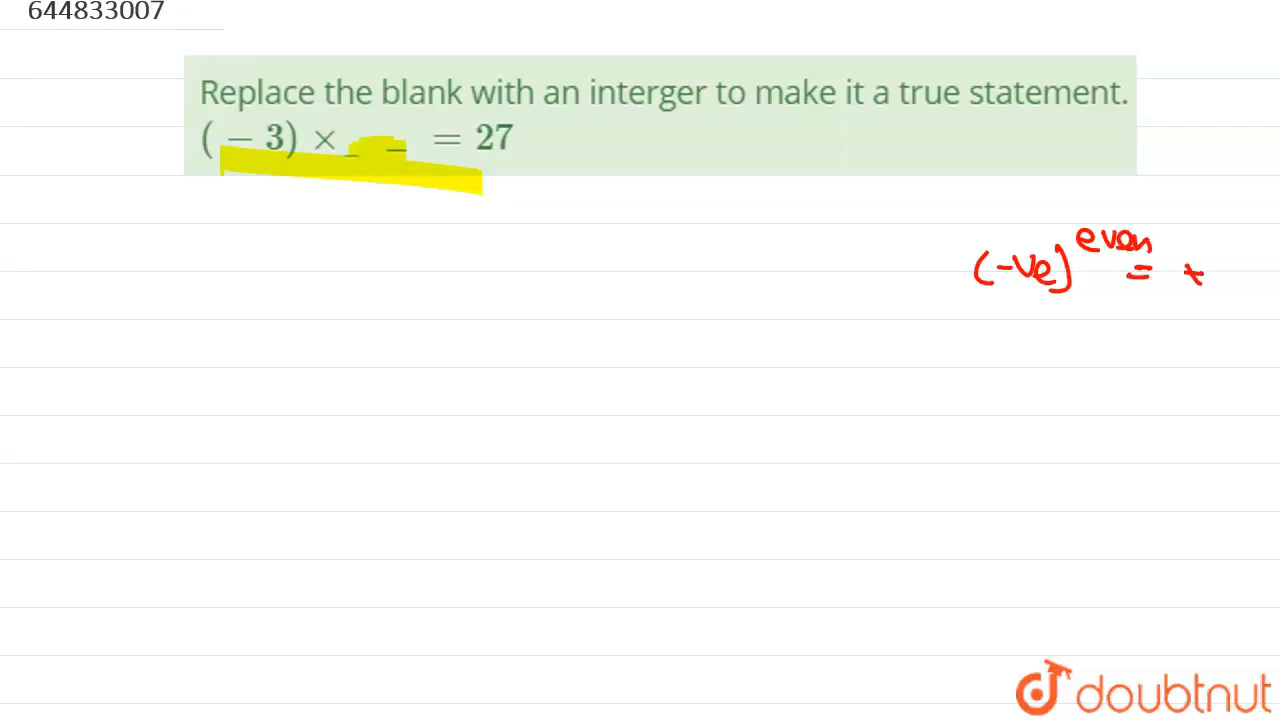 644833007
Replace the blank with an interger to make it a true statement.
(−3)×_ _ = 27
(-ve)^even = +
doubtnut